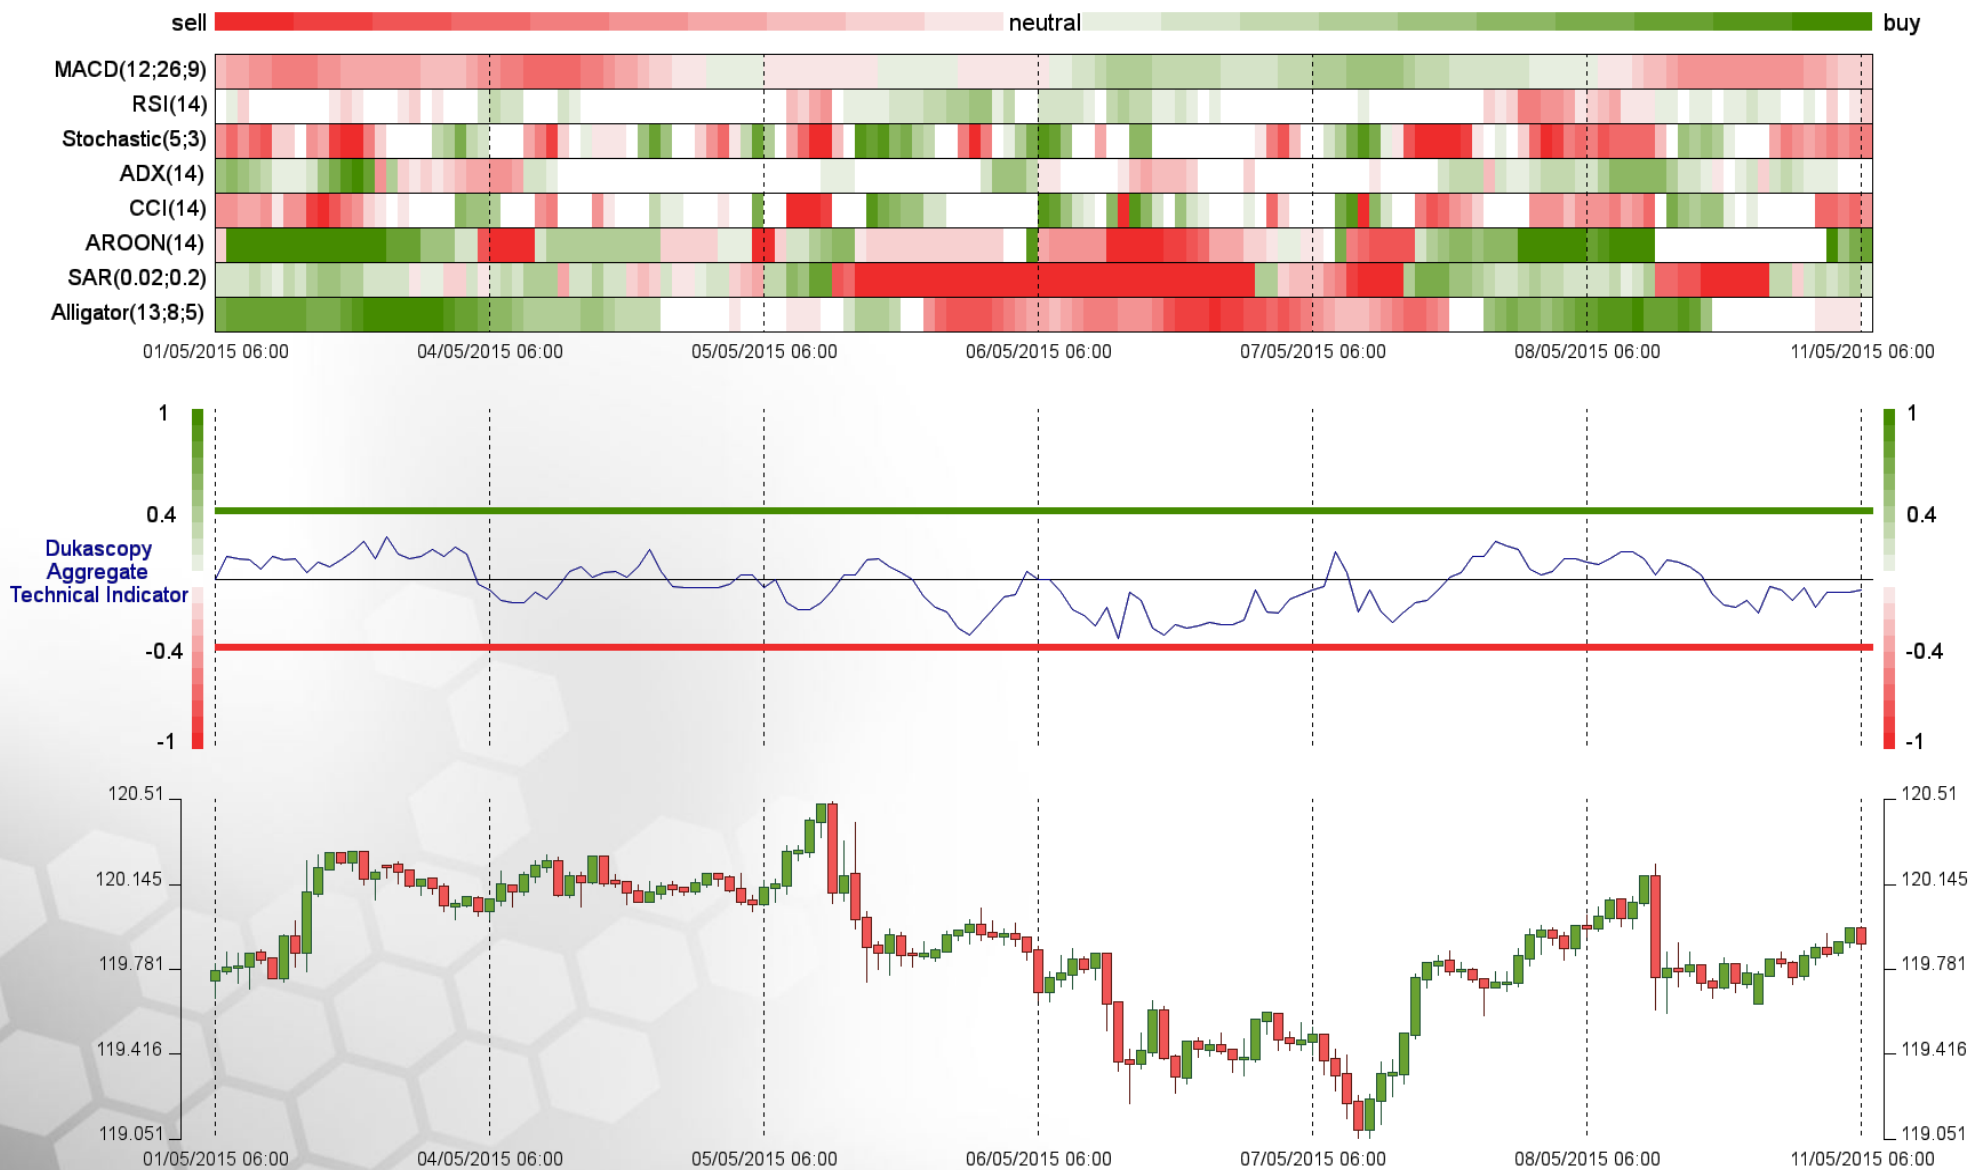 sell neutral buy
MACD(12;26;9)
RSI(14)
Stochastic(5;3)
ADX(14)
CCI(14)
AROON(14)
SAR(0.02;0.2)
Alligator(13;8;5)
01/05/2015 06:00 04/05/2015 06:00 05/05/2015 06:00 06/05/2015 06:00 07/05/2015 06:00 08/05/2015 06:00 11/05/2015 06:00
1 1
0.4 0.4
Dukascopy
Aggregate
Technical Indicator
-0.4 -0.4
-1 -1
120.51 120.51
120.145 120.145
119.781 119.781
119.416 119.416
119.051 119.051
01/05/2015 06:00 04/05/2015 06:00 05/05/2015 06:00 06/05/2015 06:00 07/05/2015 06:00 08/05/2015 06:00 11/05/2015 06:00